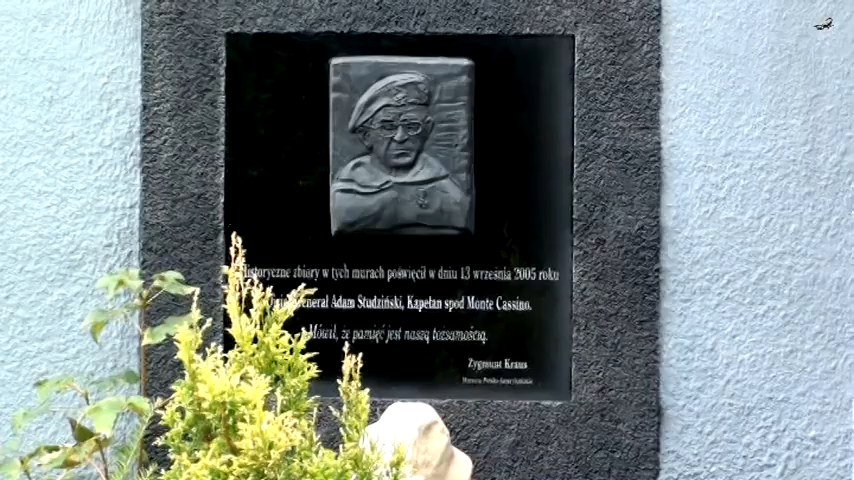 Historyczne zbiory w tych murach poświęcił w dniu 13 września 2005 roku
Generał Adam Studziński, Kapelan spod Monte Cassino.
Mówił, że pamięć jest naszą tożsamością.
Zygmunt Kraus